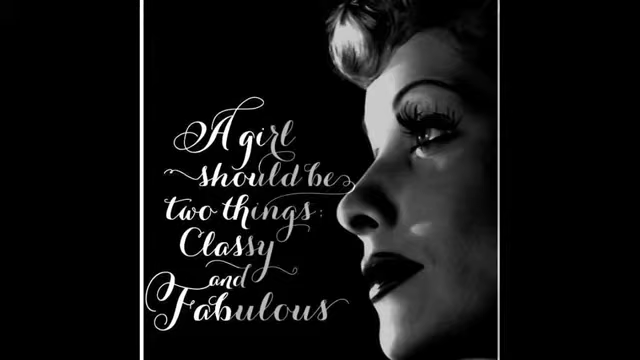 A girl
should be
two things:
Classy
and
Fabulous